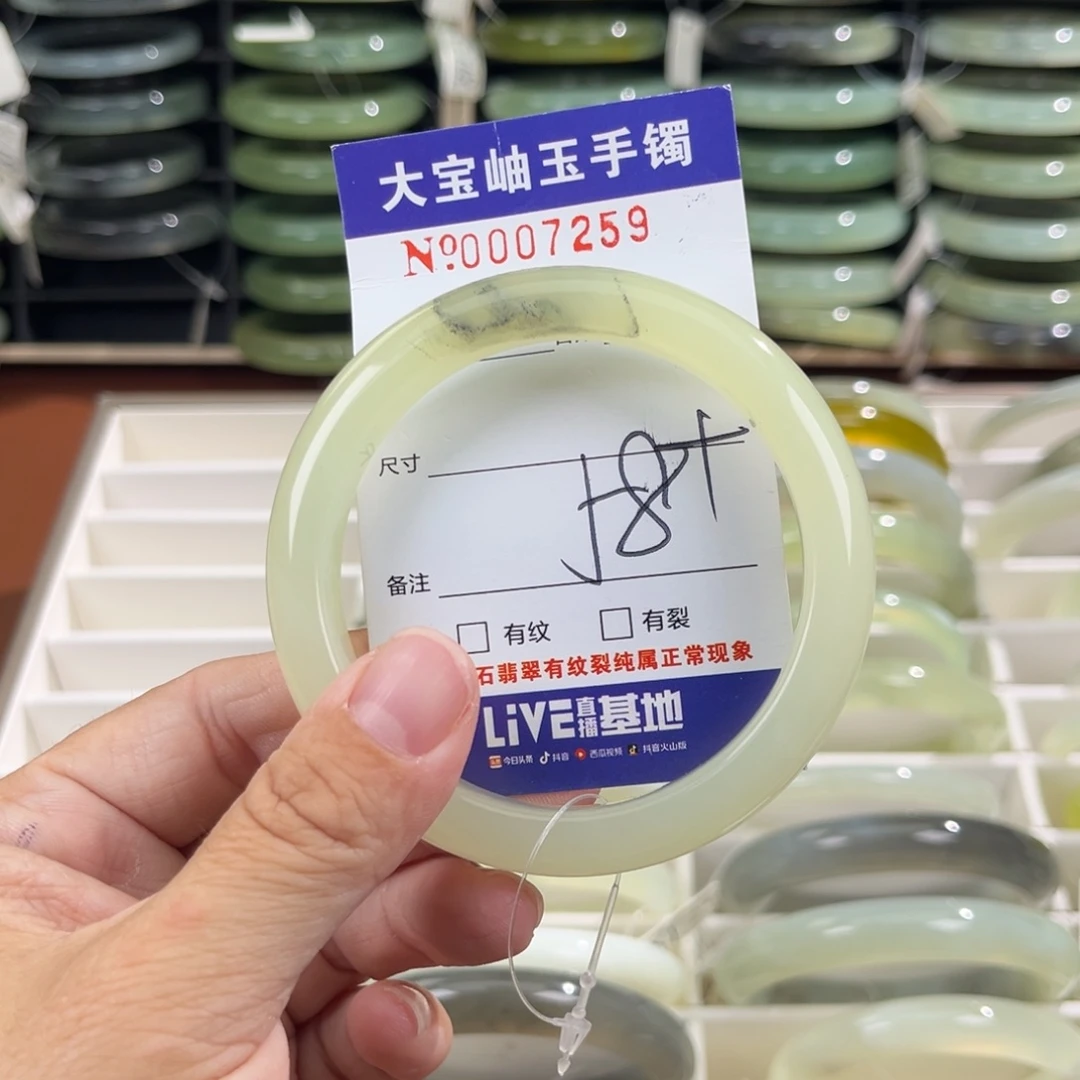 大宝岫玉手镯
Nº0007259
尺寸
备注
□ 有纹 □ 有裂
石翡翠有纹裂纯属正常现象
LiVE直播基地
今日头条 抖音 西瓜视频 抖音火山版